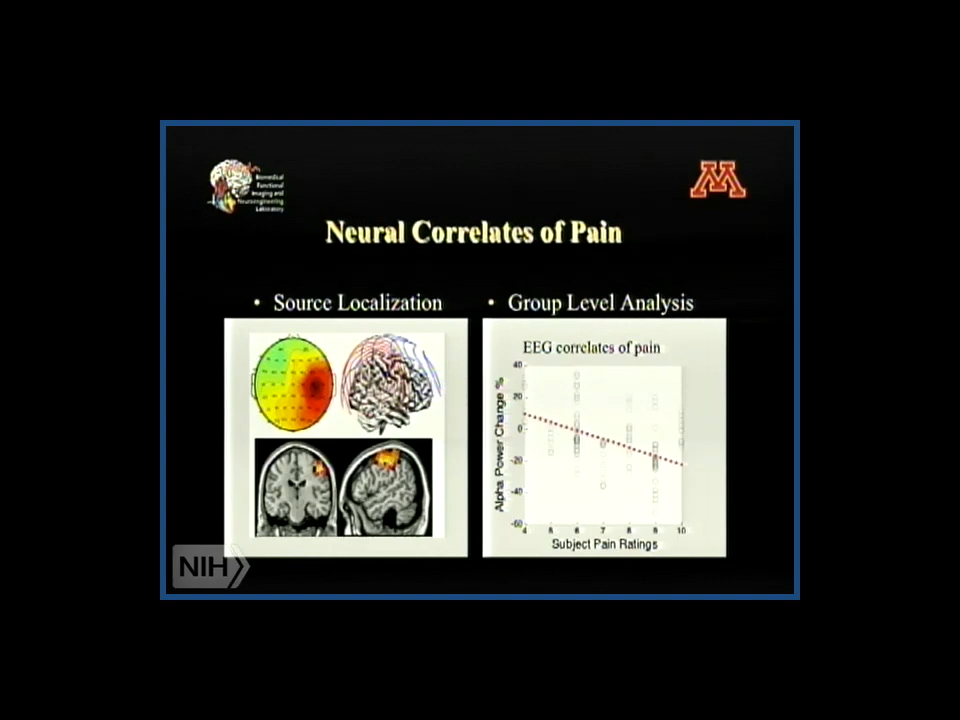 Biomedical
Functional
Imaging and
Neuroengineering
Laboratory
M
Neural Correlates of Pain
• Source Localization
• Group Level Analysis
EEG correlates of pain
Alpha Power Change %
40
20
0
-20
-40
-60
4 5 6 7 8 9 10
Subject Pain Ratings
NIH